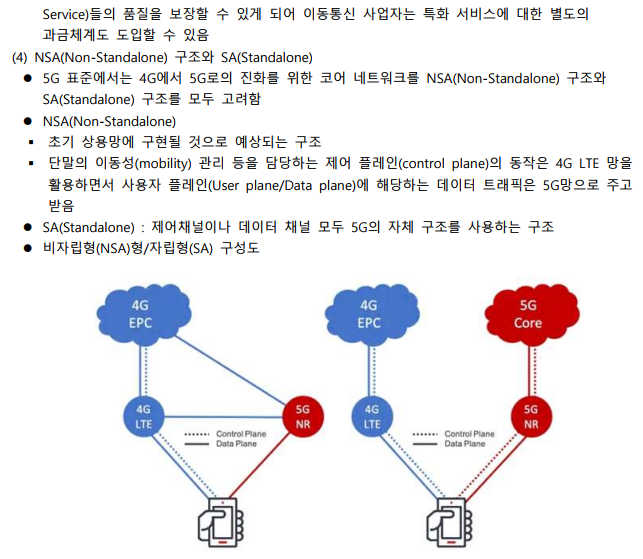 Service)들의 품질을 보장할 수 있게 되어 이동통신 사업자는 특화 서비스에 대한 별도의
과금체계도 도입할 수 있음
(4) NSA(Non-Standalone) 구조와 SA(Standalone)
● 5G 표준에서는 4G에서 5G로의 진화를 위한 코어 네트워크를 NSA(Non-Standalone) 구조와
SA(Standalone) 구조를 모두 고려함
● NSA(Non-Standalone)
▪ 초기 상용망에 구현될 것으로 예상되는 구조
▪ 단말의 이동성(mobility) 관리 등을 담당하는 제어 플레인(control plane)의 동작은 4G LTE 망을
활용하면서 사용자 플레인(User plane/Data plane)에 해당하는 데이터 트래픽은 5G망으로 주고
받음
● SA(Standalone) : 제어채널이나 데이터 채널 모두 5G의 자체 구조를 사용하는 구조
● 비자립형(NSA)형/자립형(SA) 구성도
4G
EPC
4G
LTE
5G
NR
Control Plane
Data Plane
4G
EPC
5G
Core
4G
LTE
5G
NR
Control Plane
Data Plane